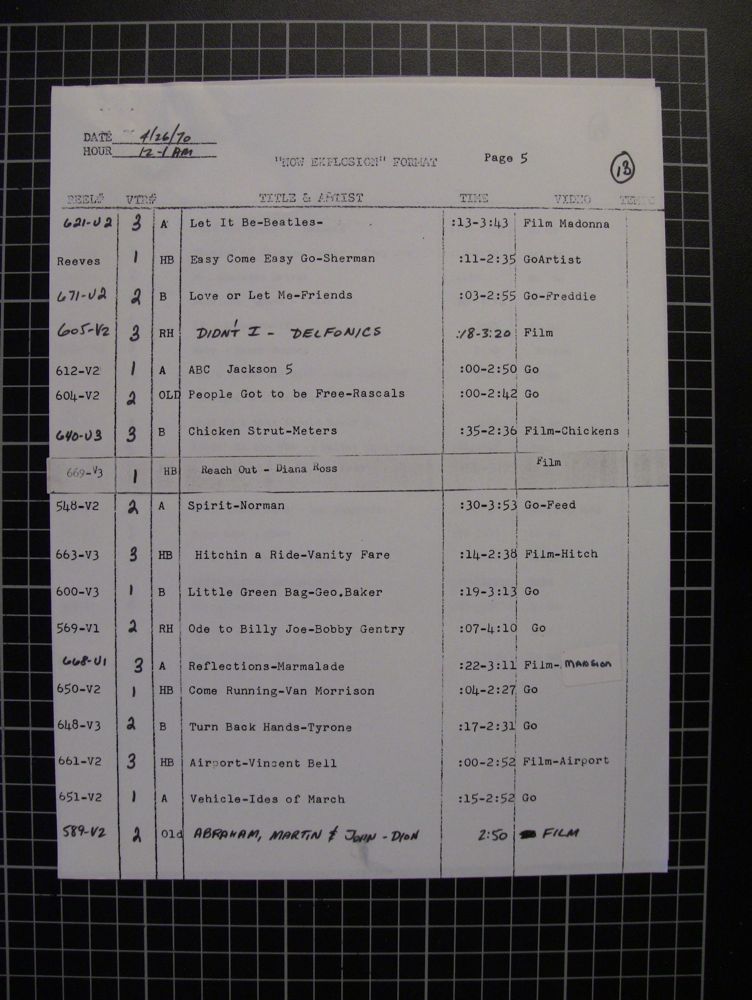 DATE 4/26/70
HOUR 12-1 AM
"NOW EXPLOSION" FORMAT Page 5 13
REEL# VTR# TITLE & ARTIST TIME VIDEO TEMPO
621-V2 3 A Let It Be-Beatles- :13-3:43 Film Madonna
Reeves 1 HB Easy Come Easy Go-Sherman :11-2:35 GoArtist
671-V2 2 B Love or Let Me-Friends :03-2:55 Go-Freddie
605-V2 3 RH DIDN'T I - DELFONICS :18-3:20 Film
612-V2 1 A ABC Jackson 5 :00-2:50 Go
604-V2 2 OLD People Got to be Free-Rascals :00-2:42 Go
640-V3 3 B Chicken Strut-Meters :35-2:36 Film-Chickens
669-V3 1 HB Reach Out - Diana Ross Film
548-V2 2 A Spirit-Norman :30-3:53 Go-Feed
663-V3 3 HB Hitchin a Ride-Vanity Fare :14-2:38 Film-Hitch
600-V3 1 B Little Green Bag-Geo.Baker :19-3:13 Go
569-V1 2 RH Ode to Billy Joe-Bobby Gentry :07-4:10 Go
668-V1 3 A Reflections-Marmalade :22-3:11 Film- MANSION
650-V2 1 HB Come Running-Van Morrison :04-2:27 Go
648-V3 2 B Turn Back Hands-Tyrone :17-2:31 Go
661-V2 3 HB Airport-Vincent Bell :00-2:52 Film-Airport
651-V2 1 A Vehicle-Ides of March :15-2:52 Go
589-V2 2 Old ABRAHAM, MARTIN & JOHN - DION 2:50 FILM